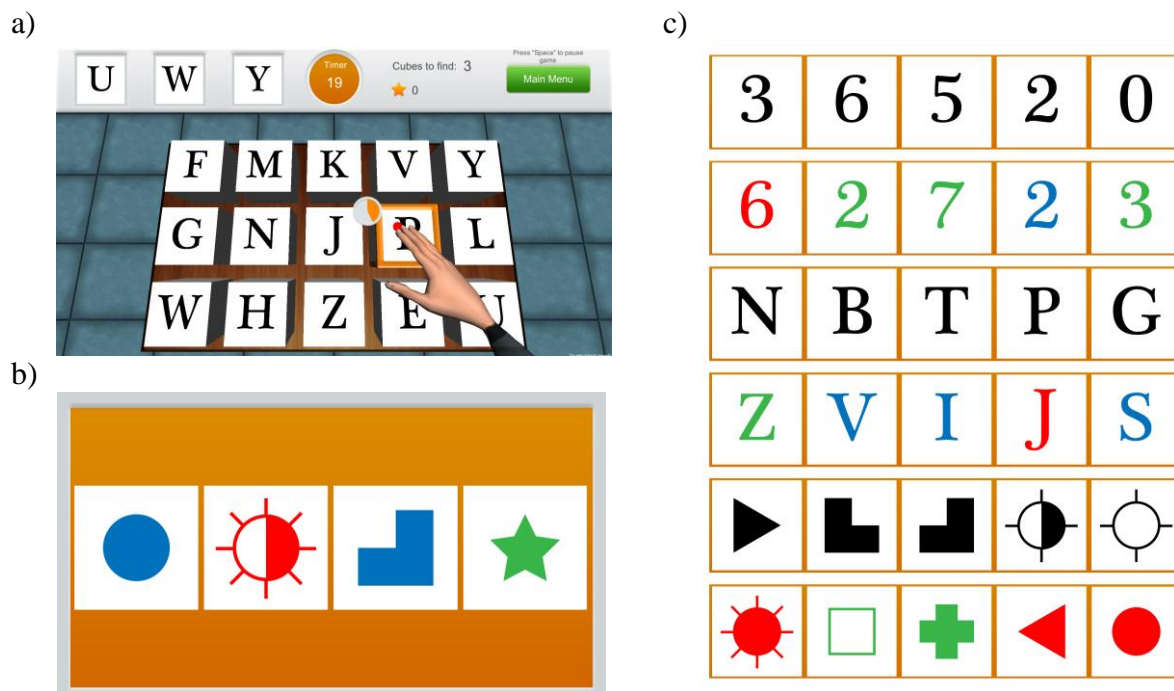 a)
U W Y
Timer
19
Cubes to find: 3
0
Press "Space" to pause
game
Main Menu
F M K V Y
G N J P L
W H Z E U
b)
c)
3 6 5 2 0
6 2 7 2 3
N B T P G
Z V I J S